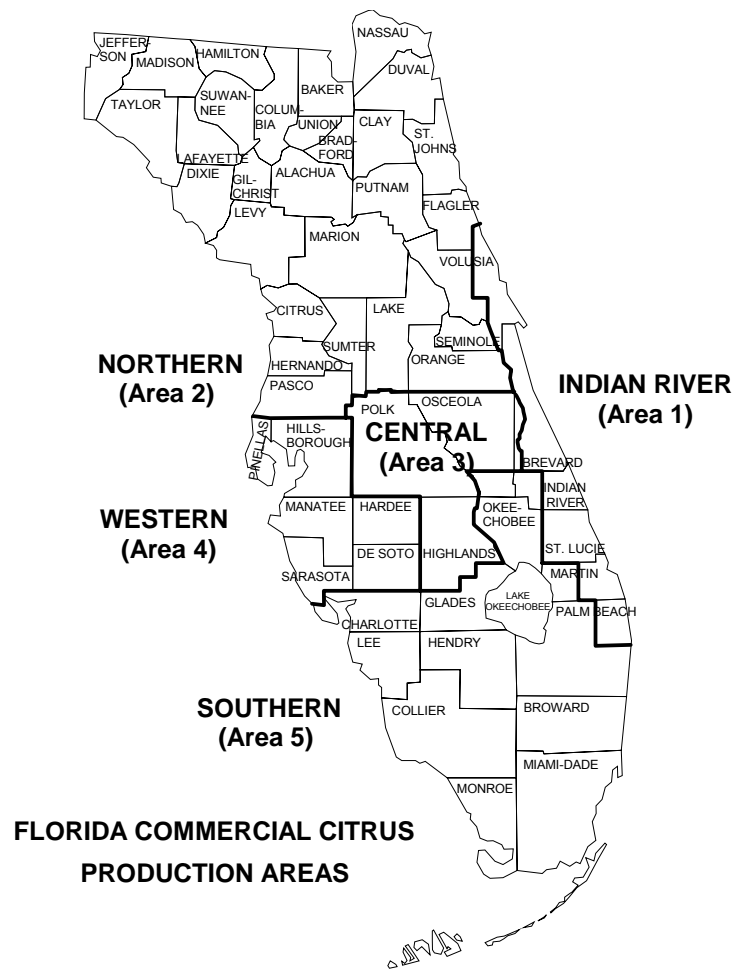 NASSAU
JEFFER-
SON
MADISON
HAMILTON
DUVAL
BAKER
TAYLOR
SUWAN-
NEE
COLUM-
BIA
UNION
CLAY
BRAD-
FORD
ST.
JOHNS
LAFAYETTE
DIXIE
GIL-
CHRIST
ALACHUA
PUTNAM
LEVY
FLAGLER
MARION
VOLUSIA
CITRUS
LAKE
SUMTER
SEMINOLE
HERNANDO
ORANGE
PASCO
NORTHERN
(Area 2)
INDIAN RIVER
(Area 1)
POLK
OSCEOLA
CENTRAL
(Area 3)
PINELLAS
HILLS-
BOROUGH
BREVARD
INDIAN
RIVER
WESTERN
(Area 4)
MANATEE
HARDEE
OKEE-
CHOBEE
DE SOTO
HIGHLANDS
ST. LUCIE
SARASOTA
MARTIN
GLADES
LAKE
OKEECHOBEE
PALM BEACH
CHARLOTTE
LEE
HENDRY
SOUTHERN
(Area 5)
COLLIER
BROWARD
MIAMI-DADE
MONROE
FLORIDA COMMERCIAL CITRUS
PRODUCTION AREAS